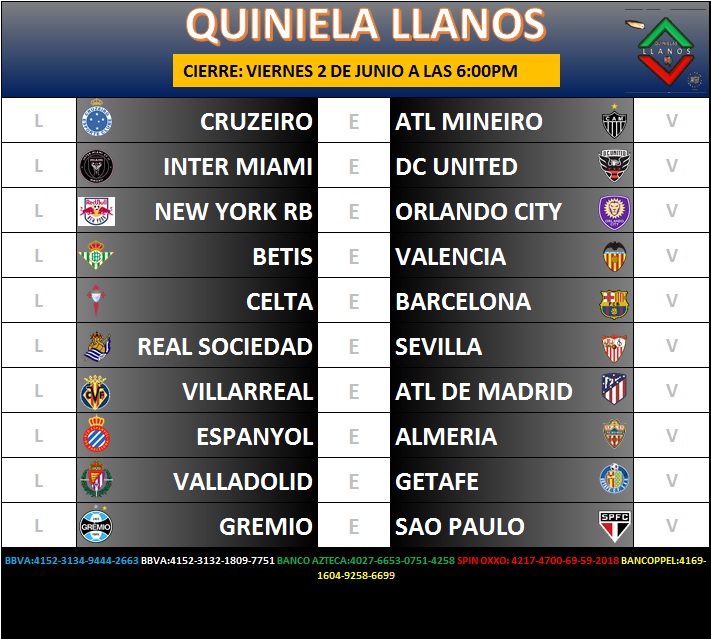 QUINIELA LLANOS
QUINIELAS
LLANOS
CIERRE: VIERNES 2 DE JUNIO A LAS 6:00PM
L CRUZEIRO E ATL MINEIRO V
L INTER MIAMI E DC UNITED V
L NEW YORK RB E ORLANDO CITY V
L BETIS E VALENCIA V
L CELTA E BARCELONA V
L REAL SOCIEDAD E SEVILLA V
L VILLARREAL E ATL DE MADRID V
L ESPANYOL E ALMERIA V
L VALLADOLID E GETAFE V
L GREMIO E SAO PAULO V
BBVA:4152-3134-9444-2663 BBVA:4152-3132-1809-7751 BANCO AZTECA:4027-6653-0751-4258 SPIN OXXO: 4217-4700-69-59-2018 BANCOPPEL:4169-
1604-9258-6699